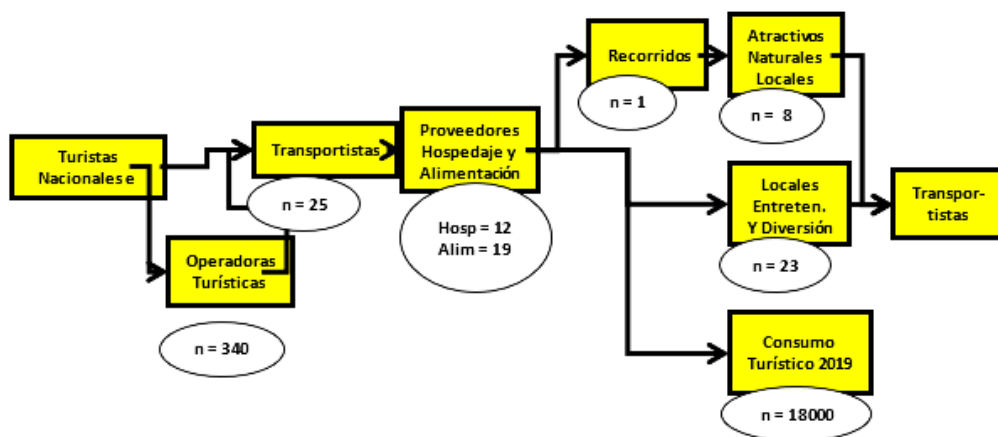 Turistas
Nacionales e
Operadoras
Turísticas
n = 340
Transportistas
n = 25
Proveedores
Hospedaje y
Alimentación
Hosp = 12
Alim = 19
Recorridos
n = 1
Atractivos
Naturales
Locales
n = 8
Locales
Entreten.
Y Diversión
n = 23
Consumo
Turístico 2019
n = 18000
Transpor-
tistas